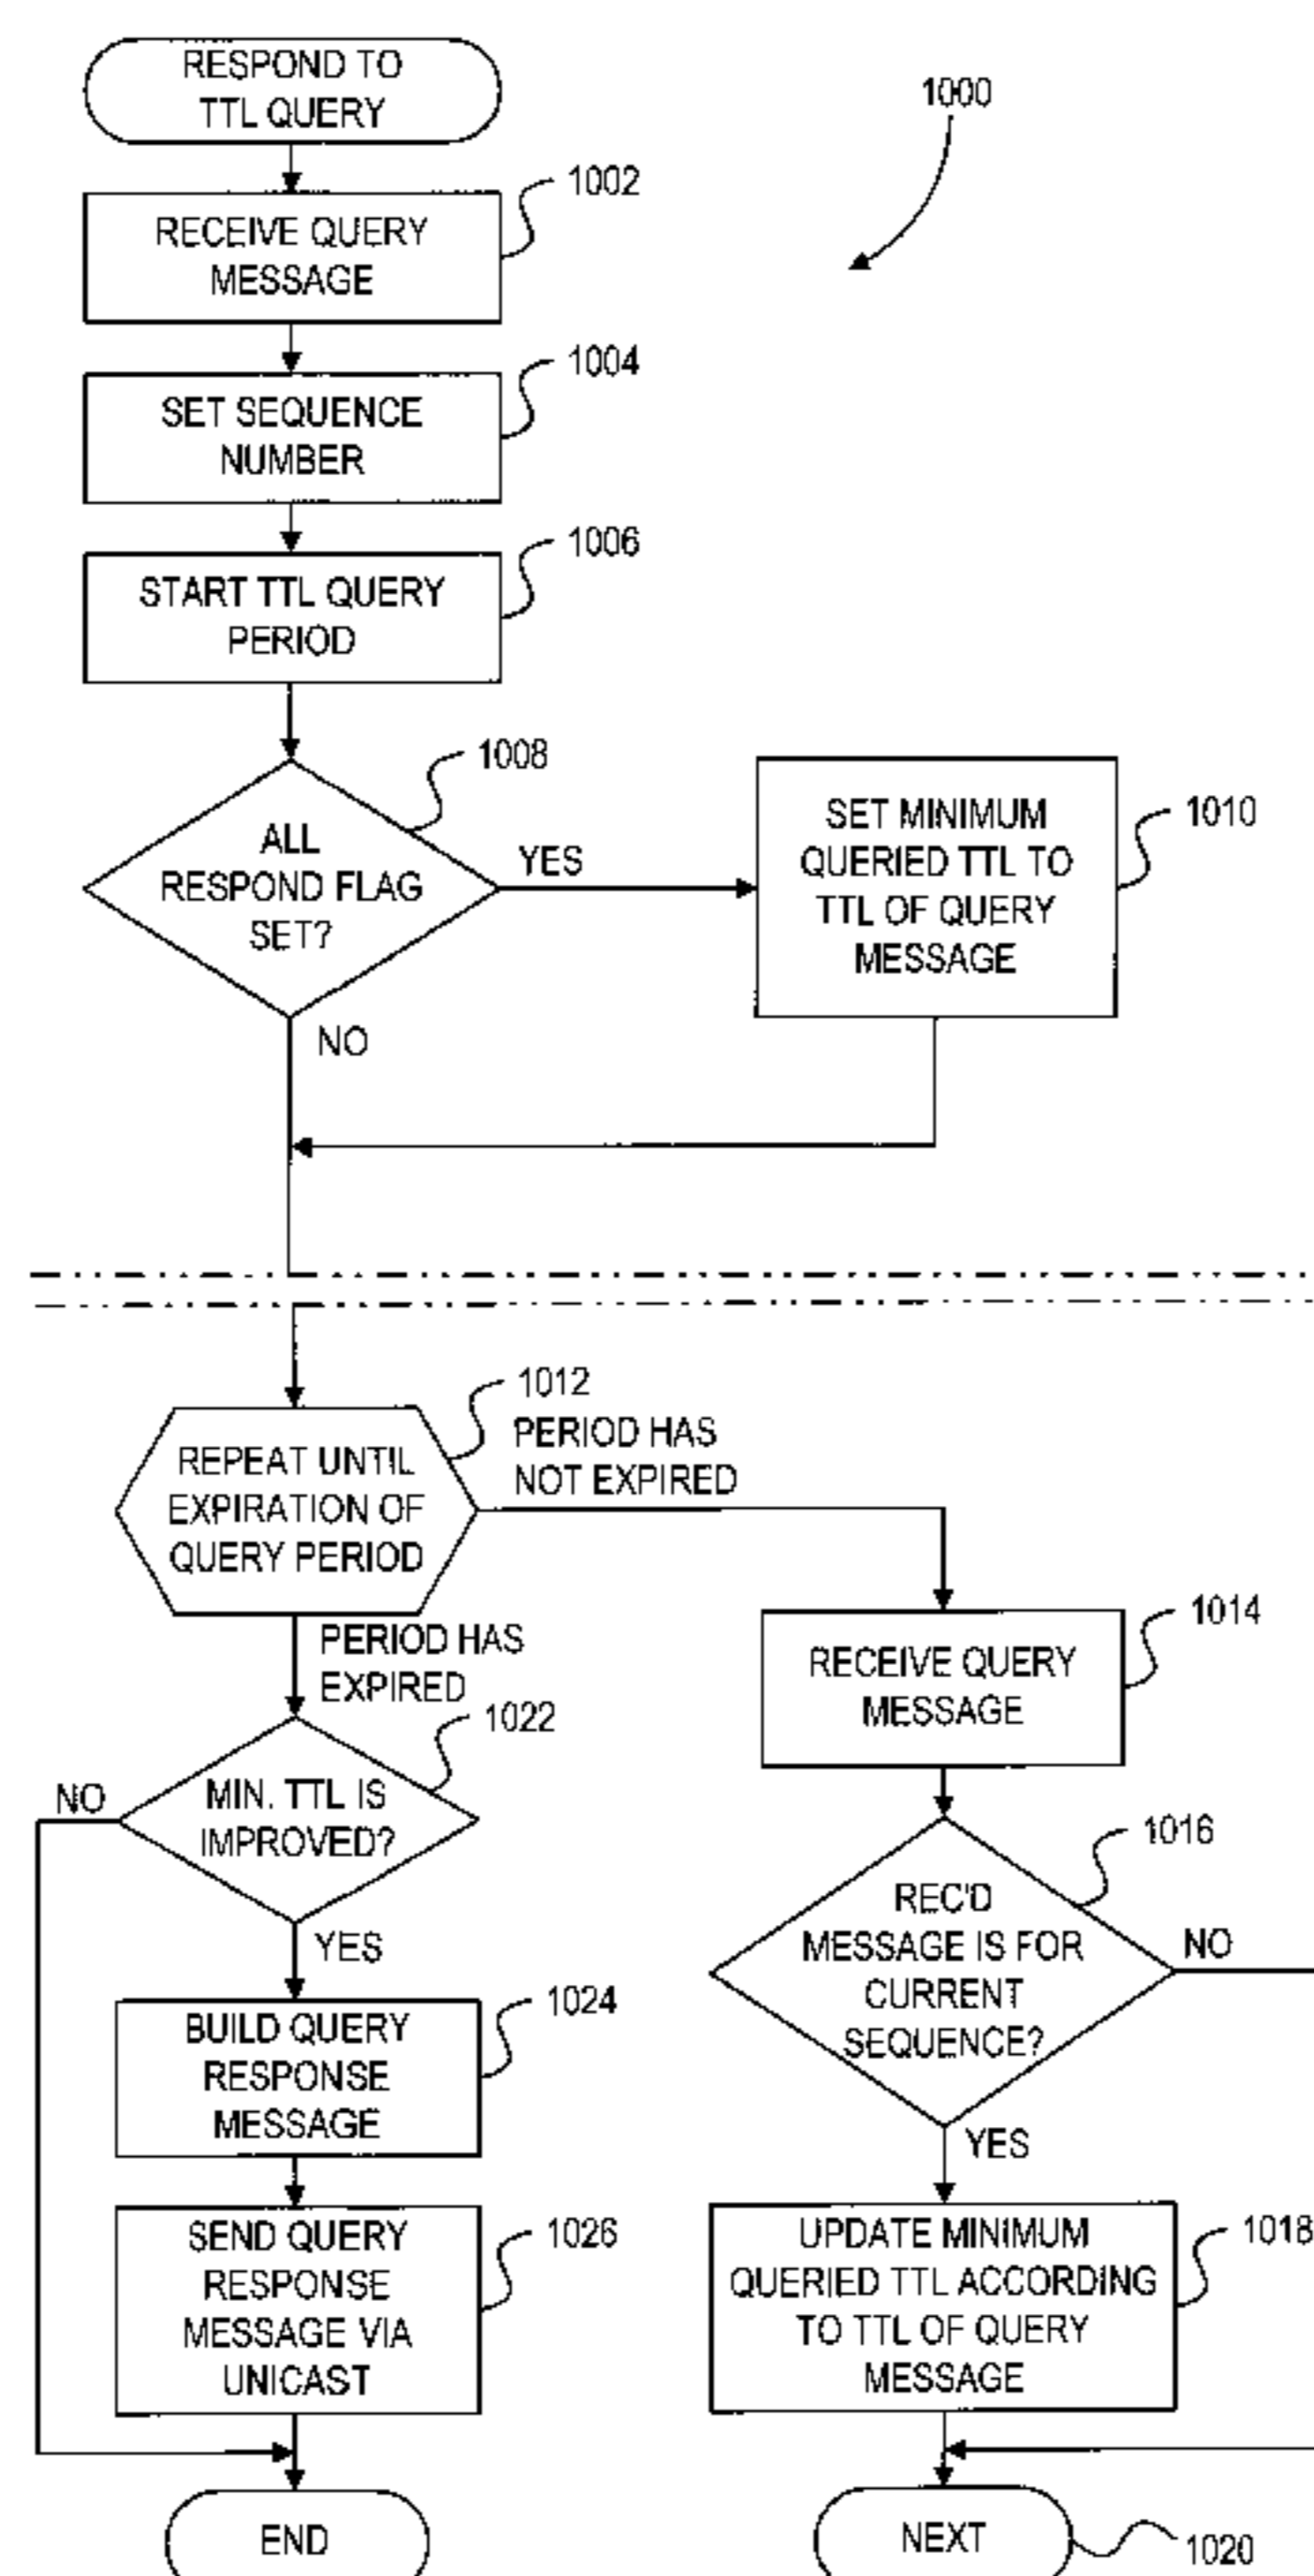 RESPOND TO
TTL QUERY
1000
1002
RECEIVE QUERY
MESSAGE
1004
SET SEQUENCE
NUMBER
1006
START TTL QUERY
PERIOD
1008
ALL
RESPOND FLAG
SET?
YES
NO
1010
SET MINIMUM
QUERIED TTL TO
TTL OF QUERY
MESSAGE
1012
REPEAT UNTIL
EXPIRATION OF
QUERY PERIOD
PERIOD HAS
NOT EXPIRED
PERIOD HAS
EXPIRED
1014
RECEIVE QUERY
MESSAGE
1016
REC'D
MESSAGE IS FOR
CURRENT
SEQUENCE?
NO
YES
1018
UPDATE MINIMUM
QUERIED TTL ACCORDING
TO TTL OF QUERY
MESSAGE
NEXT
1020
1022
MIN. TTL IS
IMPROVED?
NO
YES
1024
BUILD QUERY
RESPONSE
MESSAGE
1026
SEND QUERY
RESPONSE
MESSAGE VIA
UNICAST
END